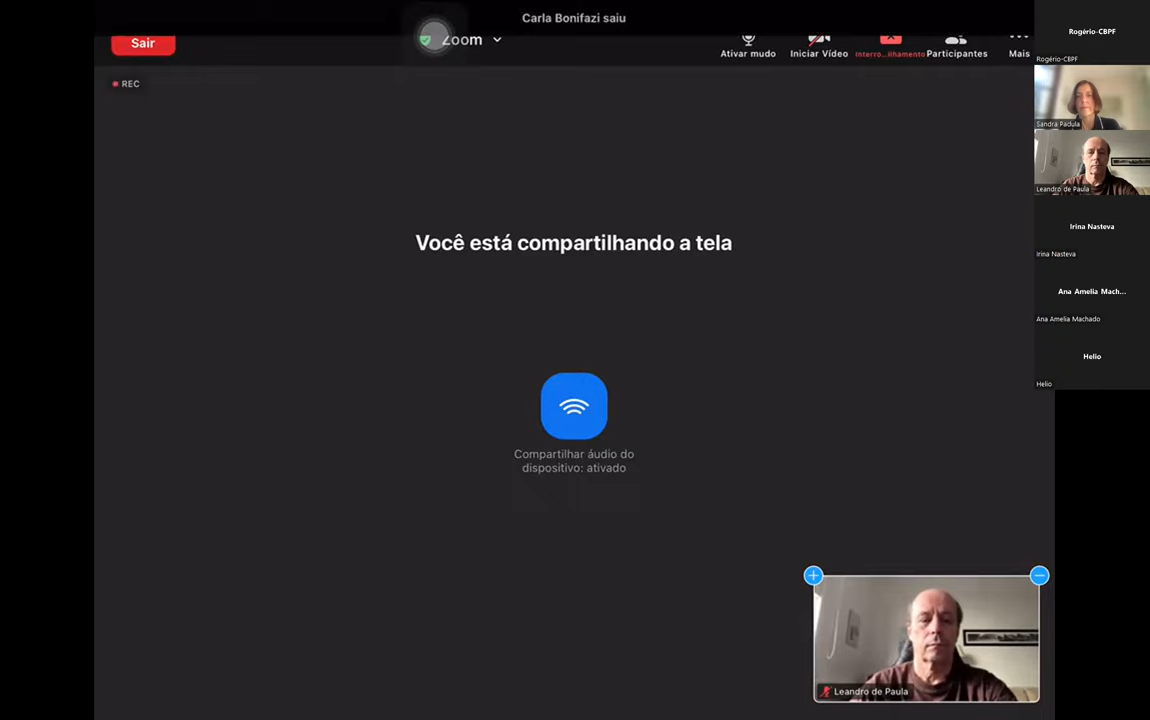 Carla Bonifazi saiu
Sair
Zoom
Ativar mudo
Iniciar Vídeo
Interro...ilhamento
Participantes
Mais
REC
Você está compartilhando a tela
Compartilhar áudio do
dispositivo: ativado
Leandro de Paula
Rogério-CBPF
Rogério-CBPF
Sandra Padula
Leandro de Paula
Irina Nasteva
Irina Nasteva
Ana Amelia Mach...
Ana Amelia Machado
Helio
Helio